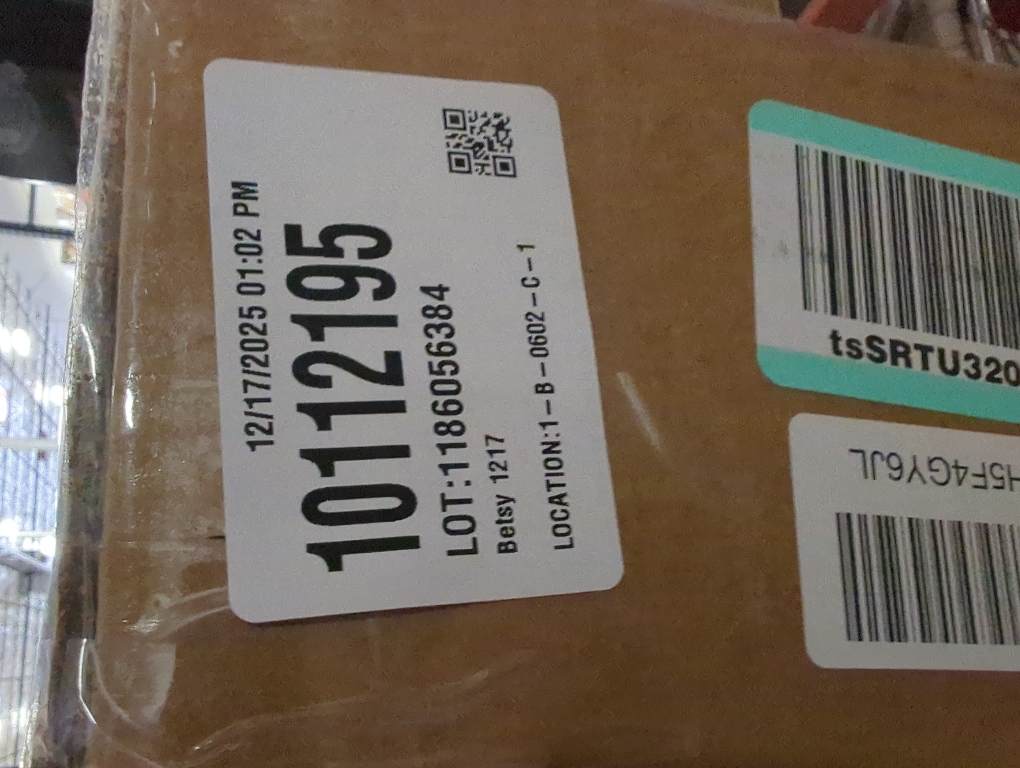 12/17/2025 01:02 PM
10112195
LOT:1186056384
Betsy 1217
LOCATION:1-B-0602-C-1
tsSRTU320
H5F4GY6JL